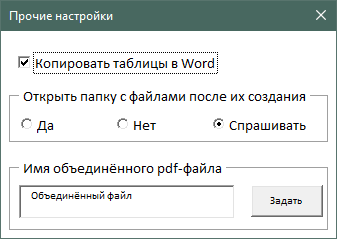 Прочие настройки
Копировать таблицы в Word
Открыть папку с файлами после их создания
Да Нет Спрашивать
Имя объединённого pdf-файла
Объединённый файл Задать